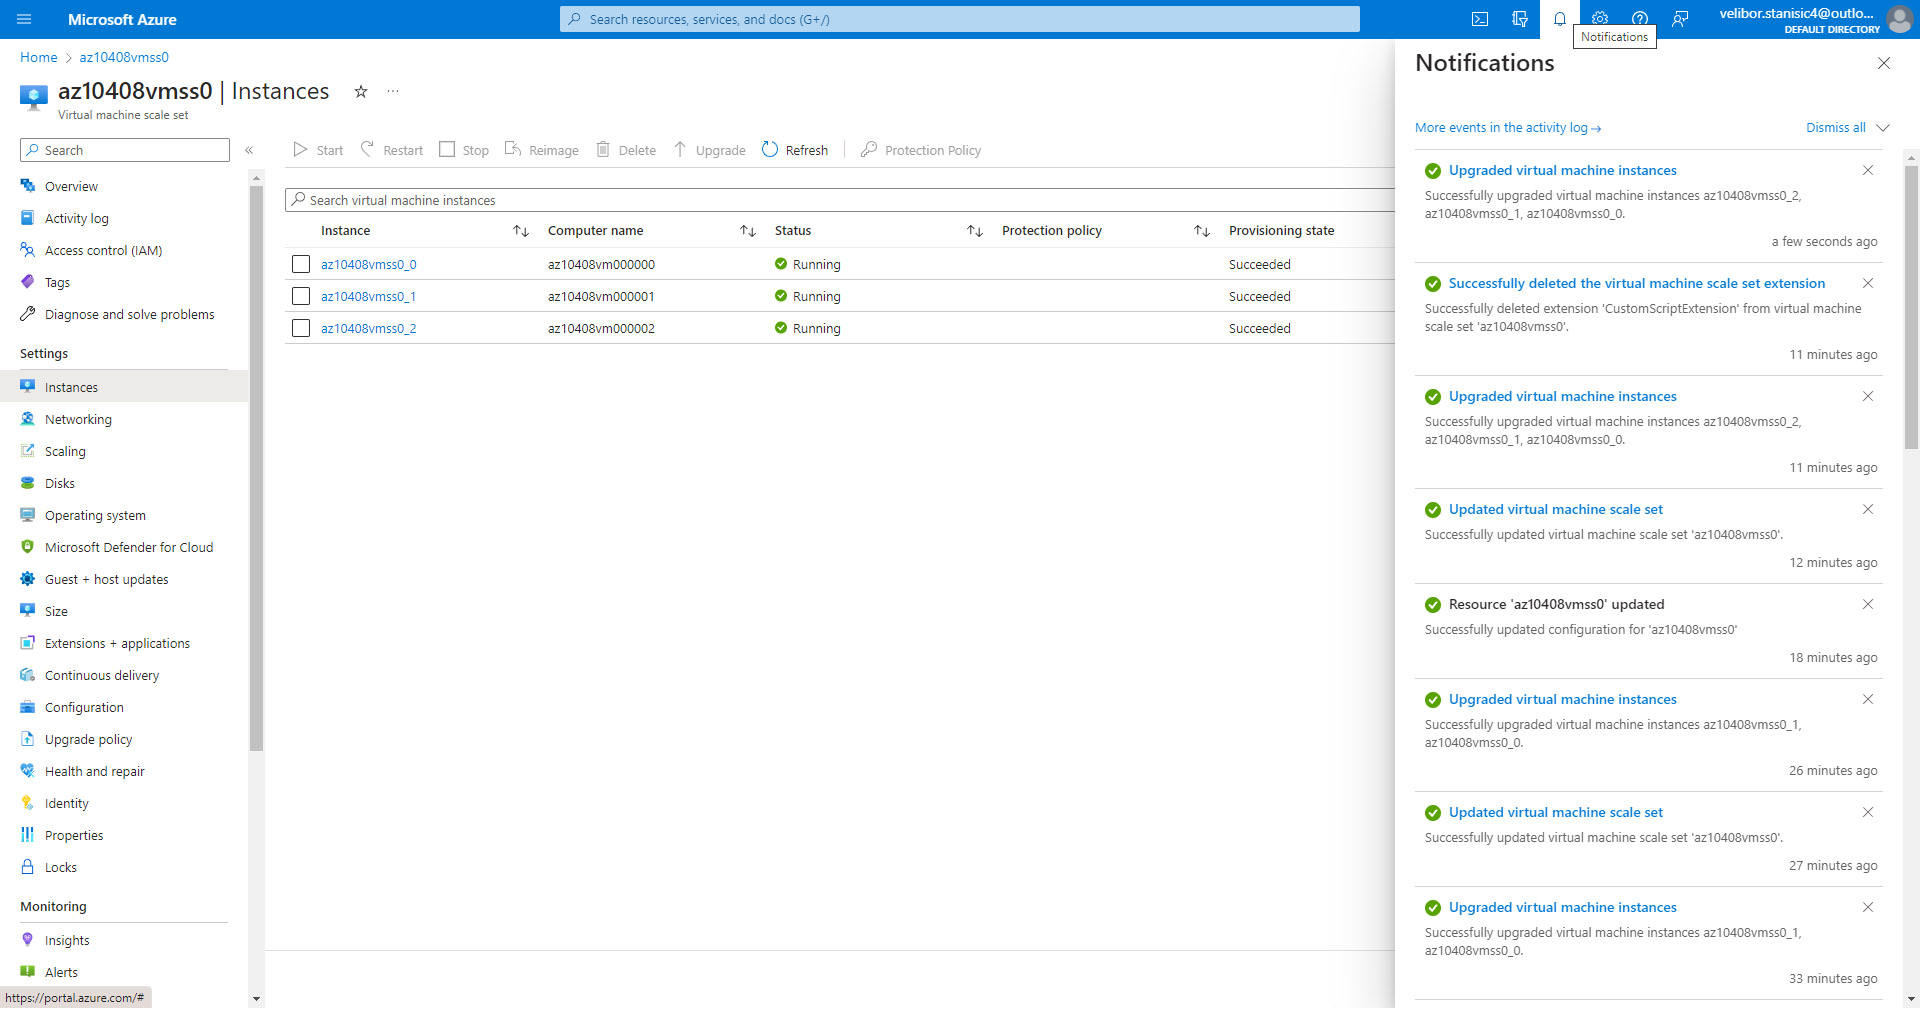 Microsoft Azure
Search resources, services, and docs (G+/)
velibor.stanisic4@outlo...
DEFAULT DIRECTORY
Notifications
Home > az10408vmss0
az10408vmss0 | Instances
Virtual machine scale set
Search
«
Overview
Activity log
Access control (IAM)
Tags
Diagnose and solve problems
Settings
Instances
Networking
Scaling
Disks
Operating system
Microsoft Defender for Cloud
Guest + host updates
Size
Extensions + applications
Continuous delivery
Configuration
Upgrade policy
Health and repair
Identity
Properties
Locks
Monitoring
Insights
Alerts
https://portal.azure.com/#
Start Restart Stop Reimage Delete Upgrade Refresh Protection Policy
Search virtual machine instances
Instance Computer name Status Protection policy Provisioning state
az10408vmss0_0 az10408vm000000 Running Succeeded
az10408vmss0_1 az10408vm000001 Running Succeeded
az10408vmss0_2 az10408vm000002 Running Succeeded
Notifications
More events in the activity log → Dismiss all
Upgraded virtual machine instances
Successfully upgraded virtual machine instances az10408vmss0_2,
az10408vmss0_1, az10408vmss0_0.
a few seconds ago
Successfully deleted the virtual machine scale set extension
Successfully deleted extension 'CustomScriptExtension' from virtual machine
scale set 'az10408vmss0'.
11 minutes ago
Upgraded virtual machine instances
Successfully upgraded virtual machine instances az10408vmss0_2,
az10408vmss0_1, az10408vmss0_0.
11 minutes ago
Updated virtual machine scale set
Successfully updated virtual machine scale set 'az10408vmss0'.
12 minutes ago
Resource 'az10408vmss0' updated
Successfully updated configuration for 'az10408vmss0'
18 minutes ago
Upgraded virtual machine instances
Successfully upgraded virtual machine instances az10408vmss0_1,
az10408vmss0_0.
26 minutes ago
Updated virtual machine scale set
Successfully updated virtual machine scale set 'az10408vmss0'.
27 minutes ago
Upgraded virtual machine instances
Successfully upgraded virtual machine instances az10408vmss0_1,
az10408vmss0_0.
33 minutes ago